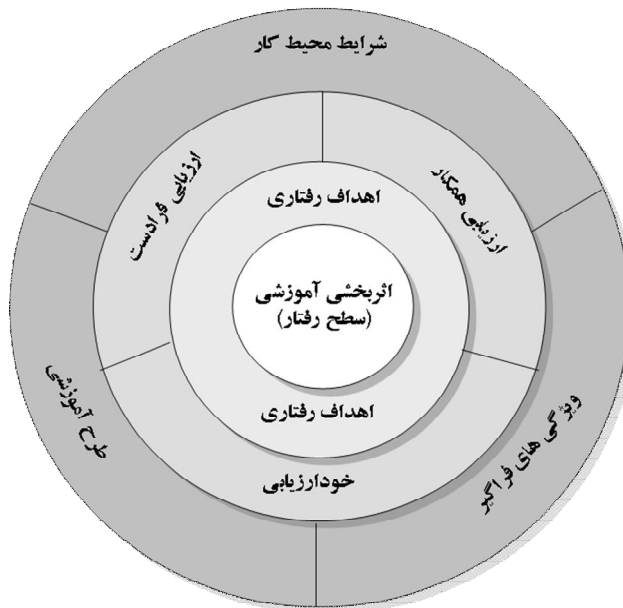 شرایط محیط کار
ارزیابی همکار
ارزیابی فرادست
اهداف رفتاری
اثربخشی آموزشی
(سطح رفتار)
اهداف رفتاری
خودارزیابی
ویژگی های فراگیر
طرح آموزشی